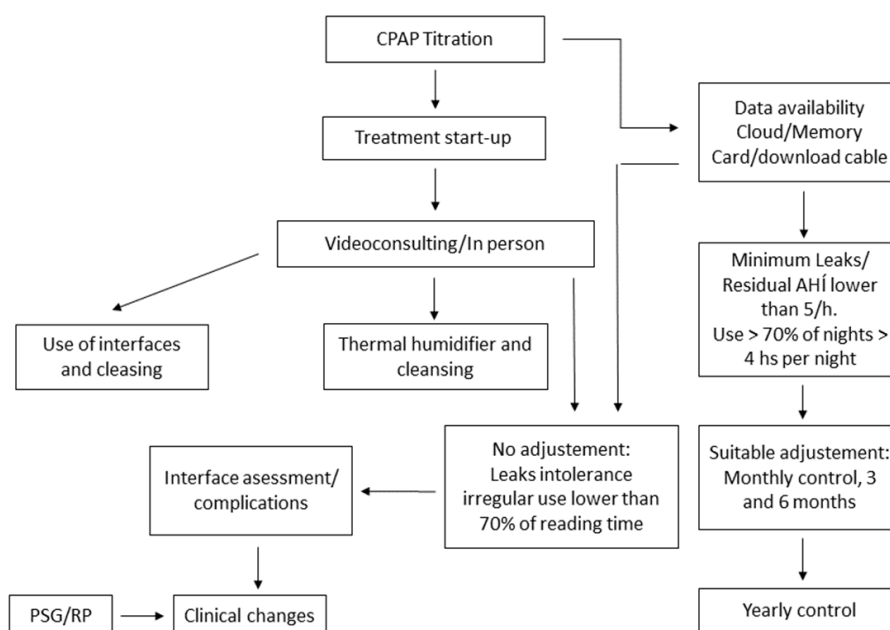 CPAP Titration
Data availability
Cloud/Memory
Card/download cable
Treatment start-up
Videoconsulting/In person
Minimum Leaks/
Residual AHÍ lower
than 5/h.
Use > 70% of nights >
4 hs per night
Use of interfaces
and cleasing
Thermal humidifier and
cleansing
No adjustement:
Leaks intolerance
irregular use lower than
70% of reading time
Suitable adjustement:
Monthly control, 3
and 6 months
Interface asessment/
complications
PSG/RP
Clinical changes
Yearly control